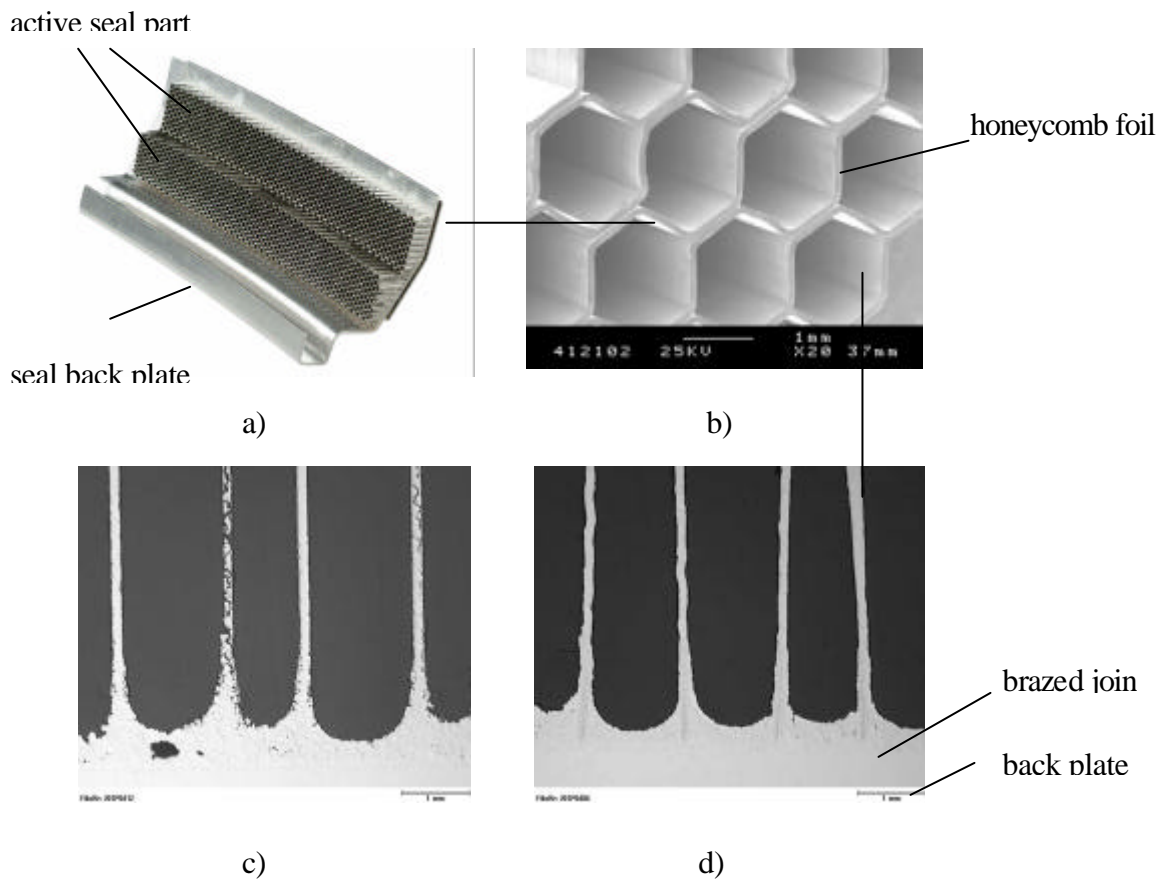 active seal part
honeycomb foil
1mm
412102 25KV X20 37mm
seal back plate
a)
b)
brazed join
back plate
1 mm
1 mm
c)
d)